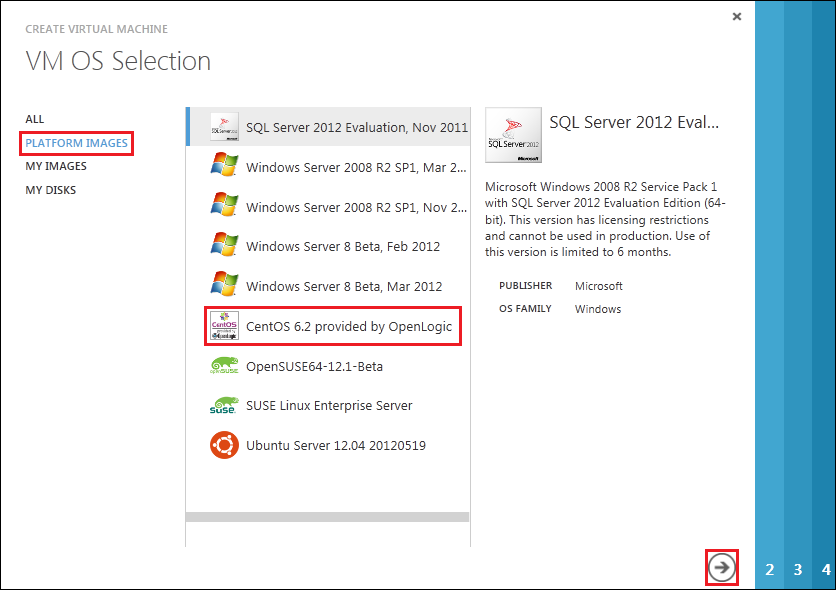 CREATE VIRTUAL MACHINE
VM OS Selection
ALL
PLATFORM IMAGES
MY IMAGES
MY DISKS
SQL Server 2012 Evaluation, Nov 2011
Windows Server 2008 R2 SP1, Mar 2...
Windows Server 2008 R2 SP1, Nov 2...
Windows Server 8 Beta, Feb 2012
Windows Server 8 Beta, Mar 2012
CentOS
CentOS 6.2 provided by OpenLogic
OpenSUSE64-12.1-Beta
SUSE Linux Enterprise Server
Ubuntu Server 12.04 20120519
SQL Server 2012
Microsoft
SQL Server 2012 Eval...
Microsoft Windows 2008 R2 Service Pack 1
with SQL Server 2012 Evaluation Edition (64-
bit). This version has licensing restrictions
and cannot be used in production. Use of
this version is limited to 6 months.
PUBLISHER Microsoft
OS FAMILY Windows
2 3 4